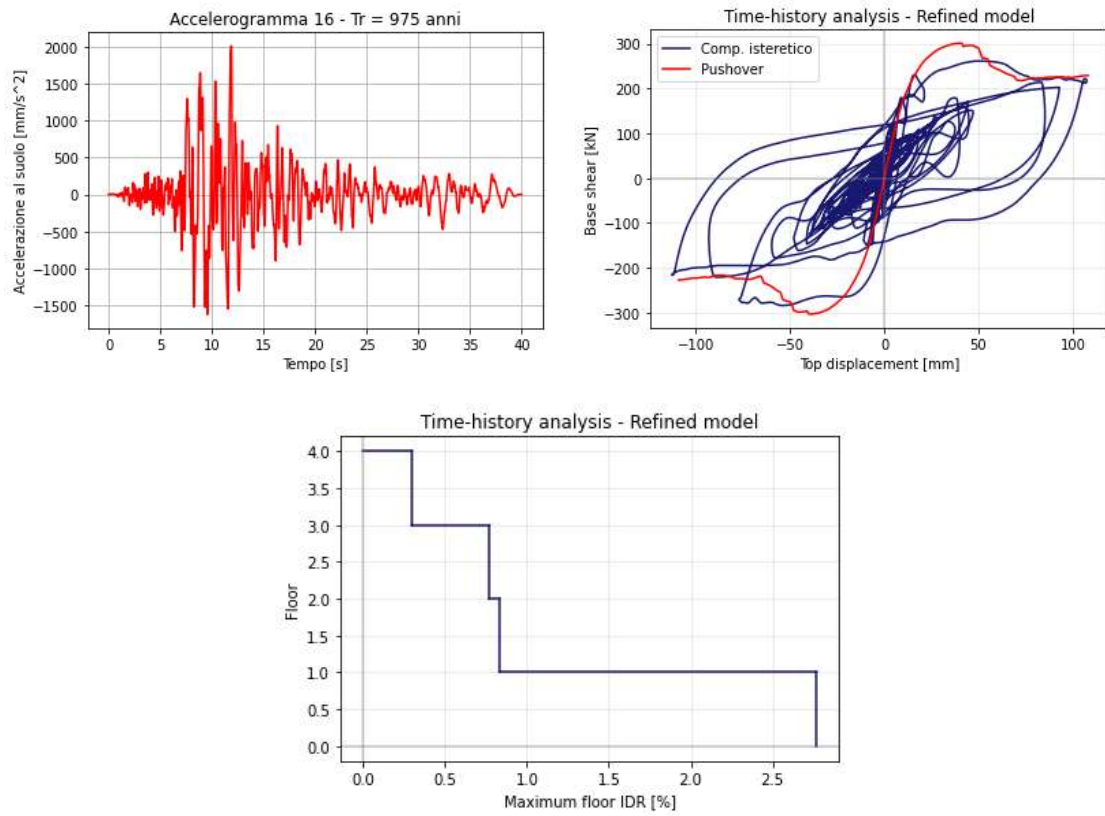 Accelerogramma 16 - Tr = 975 anni
Accelerazione al suolo [mm/s^2]
2000
1500
1000
500
0
−500
−1000
−1500
0 5 10 15 20 25 30 35 40
Tempo [s]
Time-history analysis - Refined model
Comp. isteretico
Pushover
Base shear [kN]
300
200
100
0
−100
−200
−300
−100 −50 0 50 100
Top displacement [mm]
Time-history analysis - Refined model
Floor
4.0
3.5
3.0
2.5
2.0
1.5
1.0
0.5
0.0
0.0 0.5 1.0 1.5 2.0 2.5
Maximum floor IDR [%]